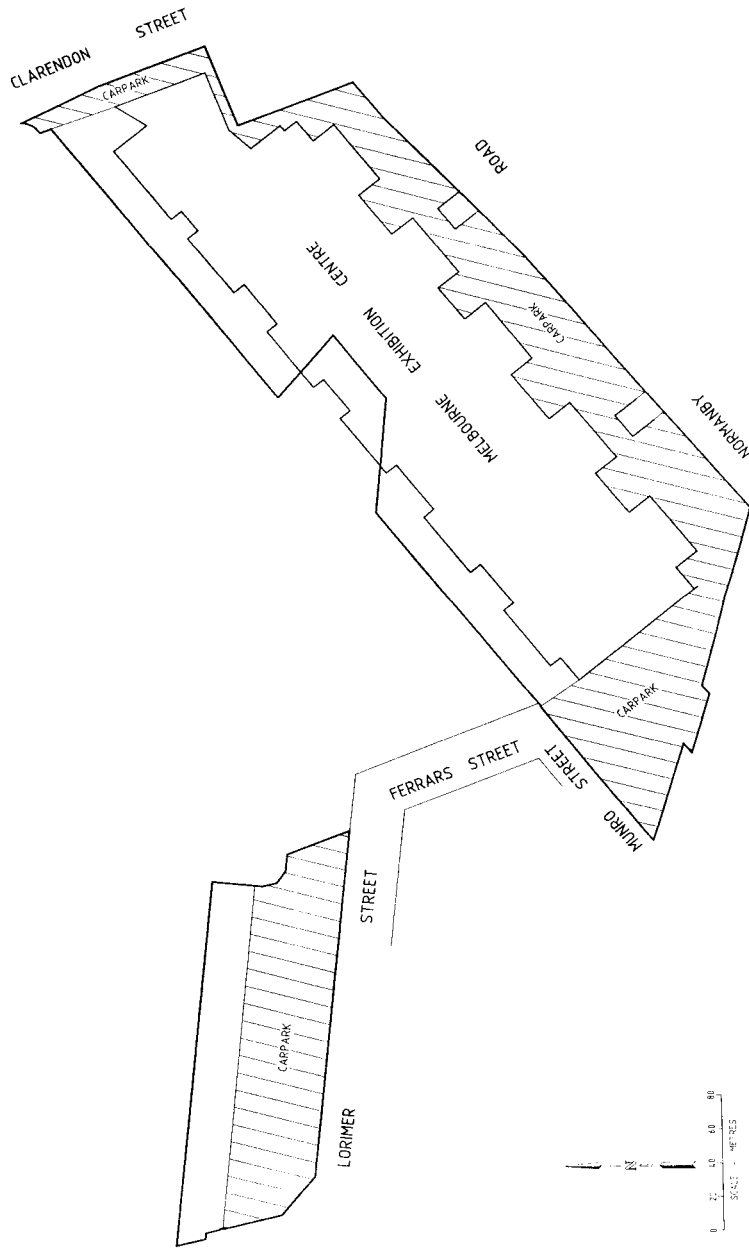 CLARENDON STREET
CARPARK
ROAD
CENTRE
EXHIBITION
MELBOURNE
CARPARK
NORMANBY
CARPARK
FERRARS STREET
STREET
MUNRO
STREET
CARPARK
LORIMER
N
0 20 40 60 80
SCALE - METRES